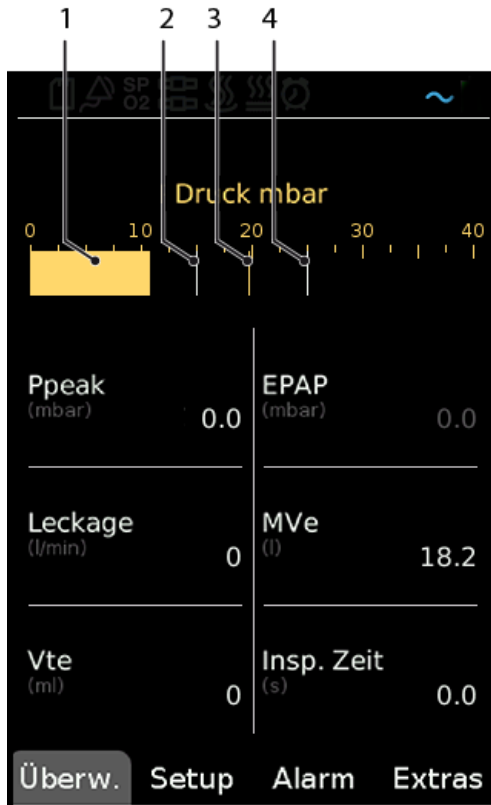 1 2 3 4
SP
O2
Druck mbar
0 10 20 30 40
Ppeak
(mbar)
0.0
EPAP
(mbar)
0.0
Leckage
(l/min)
0
MVe
(l)
18.2
Vte
(ml)
0
Insp. Zeit
(s)
0.0
Überw. Setup Alarm Extras